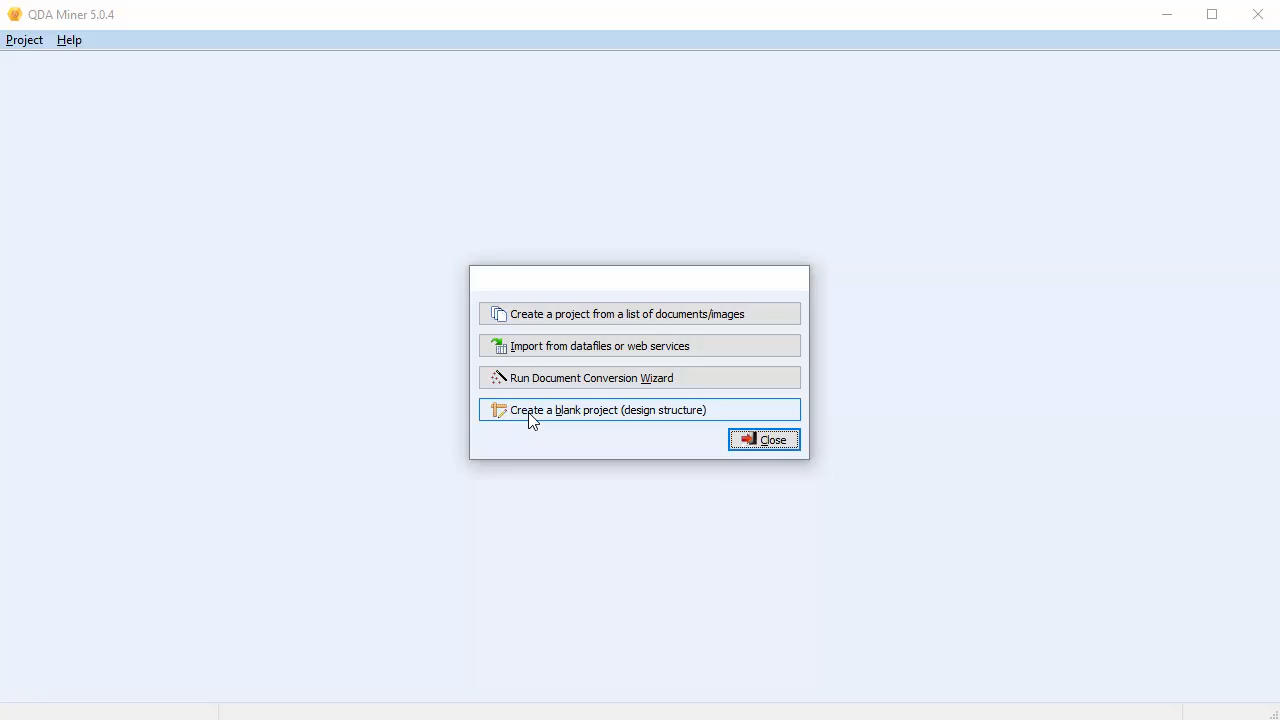 QDA Miner 5.0.4
Project Help
Create a project from a list of documents/images
Import from datafiles or web services
Run Document Conversion Wizard
Create a blank project (design structure)
Close